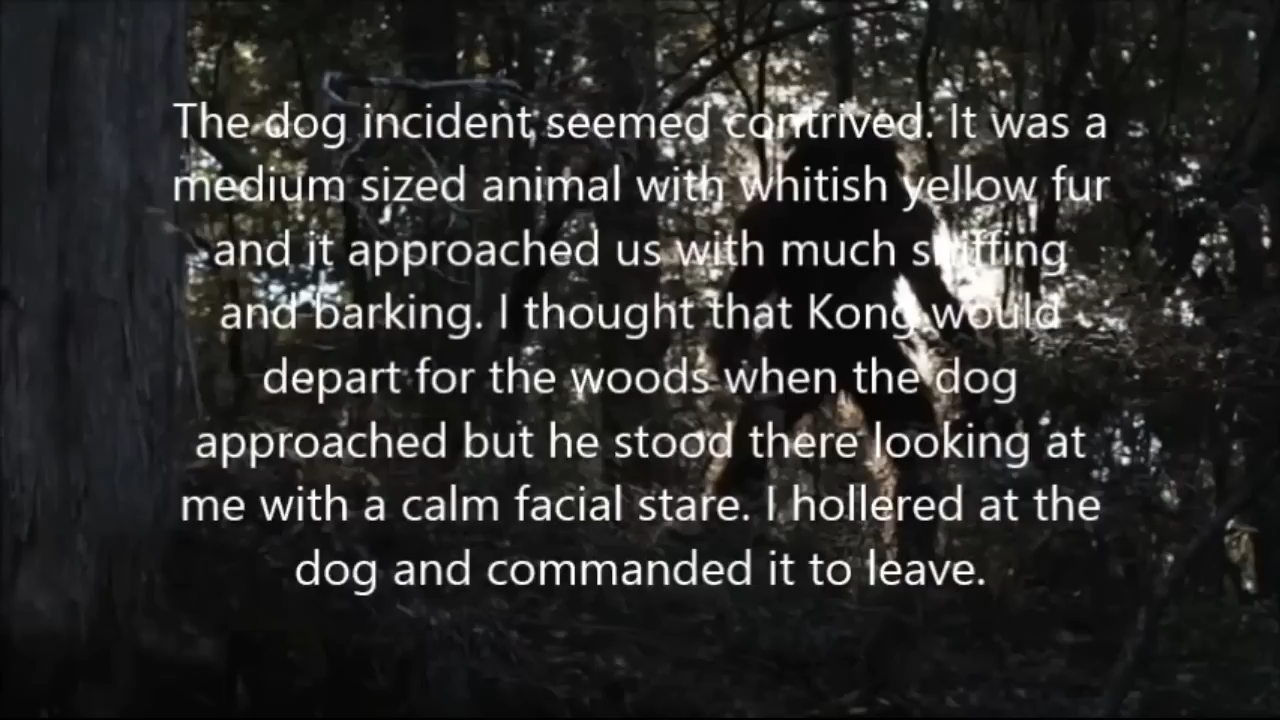 The dog incident seemed contrived. It was a
medium sized animal with whitish yellow fur
and it approached us with much sniffing
and barking. I thought that Kong would
depart for the woods when the dog
approached but he stood there looking at
me with a calm facial stare. I hollered at the
dog and commanded it to leave.